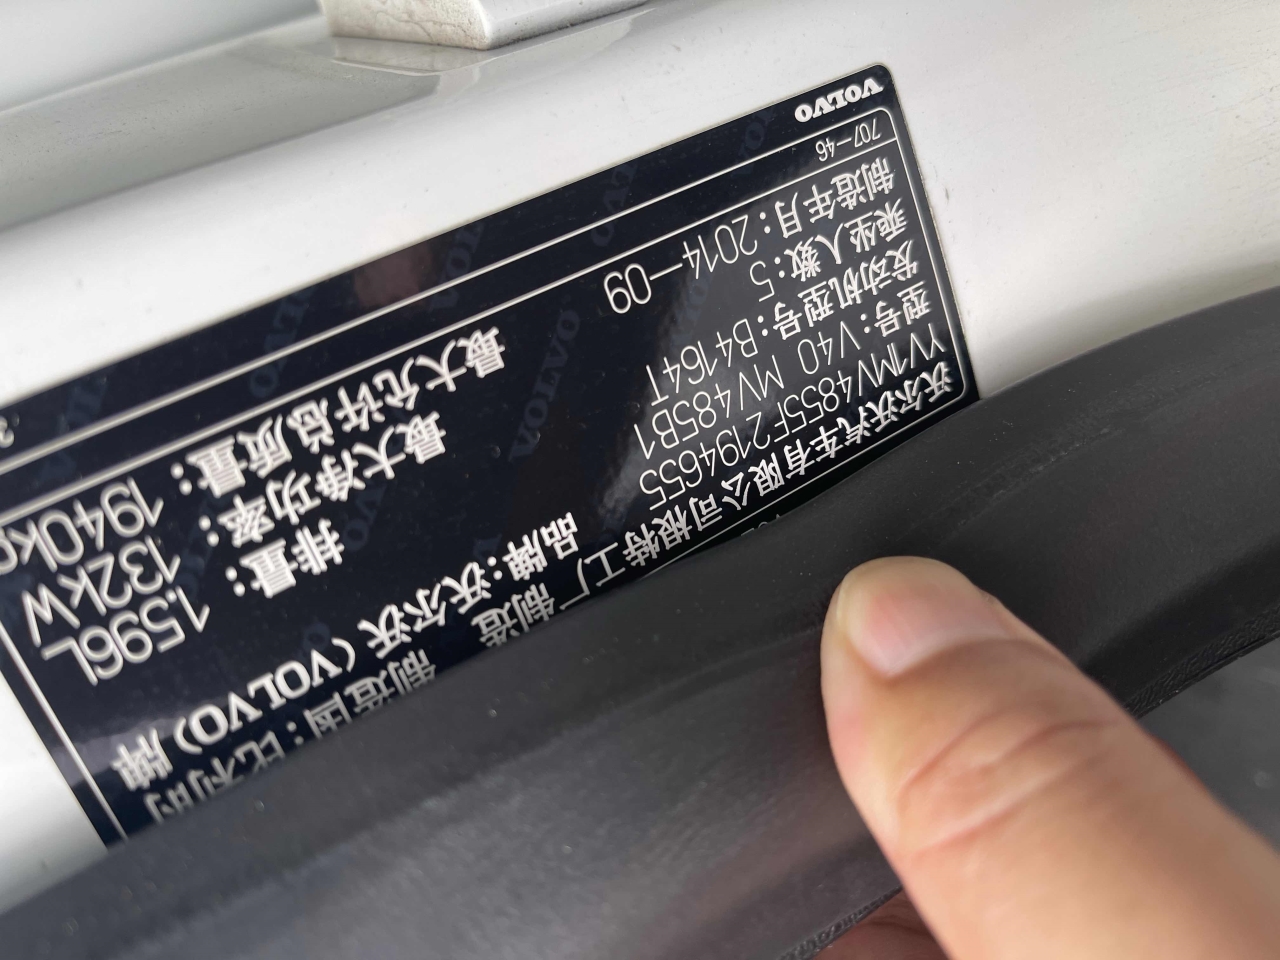 沃尔沃汽车有限公司根特工厂 制造 制造国：比利时
YV1MV4855F2194655 品牌：沃尔沃（VOLVO）牌
型号：V40 MV485B1 排量：1.596L
发动机型号：B4164T 最大净功率：132kW
乘坐人数：5 最大允许总质量：1940kg
制造年月：2014—09
707—46
VOLVO